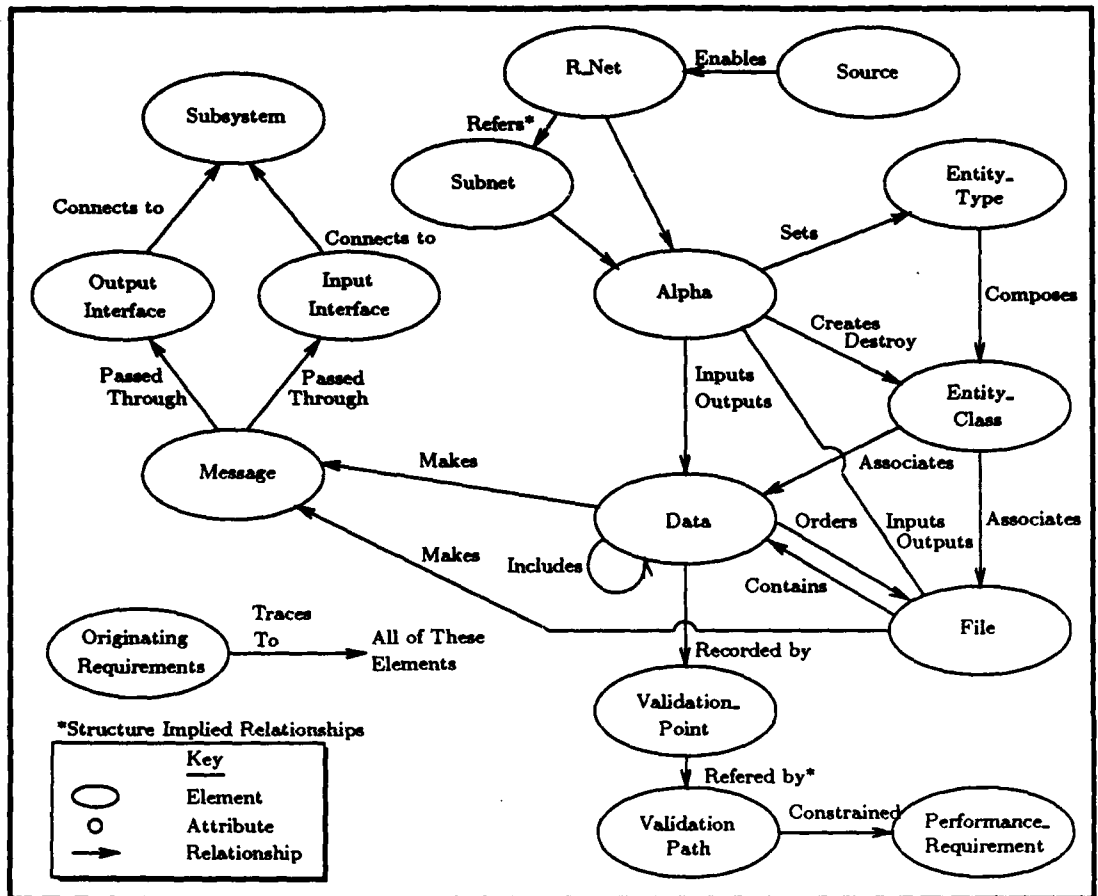 R_Net
Enables
Source
Subsystem
Refers*
Subnet
Entity_
Type
Connects to
Connects to
Sets
Output
Interface
Input
Interface
Alpha
Composes
Creates
Destroy
Passed
Through
Passed
Through
Inputs
Outputs
Entity_
Class
Message
Makes
Associates
Data
Orders
Inputs
Outputs
Associates
Makes
Includes
Contains
File
Originating
Requirements
Traces
To
All of These
Elements
Recorded by
Validation_
Point
*Structure Implied Relationships
Key
Element
Attribute
Relationship
Refered by*
Validation
Path
Constrained
Performance_
Requirement